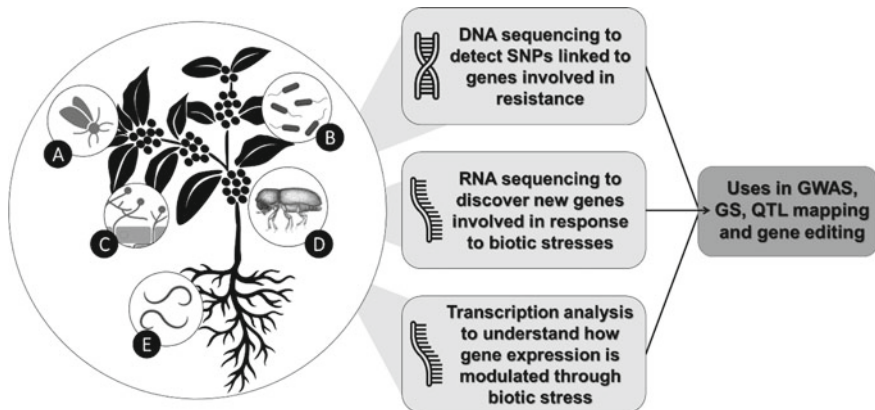 A
B
C
D
E
DNA sequencing to
detect SNPs linked to
genes involved in
resistance
RNA sequencing to
discover new genes
involved in response
to biotic stresses
Transcription analysis
to understand how
gene expression is
modulated through
biotic stress
Uses in GWAS,
GS, QTL mapping
and gene editing